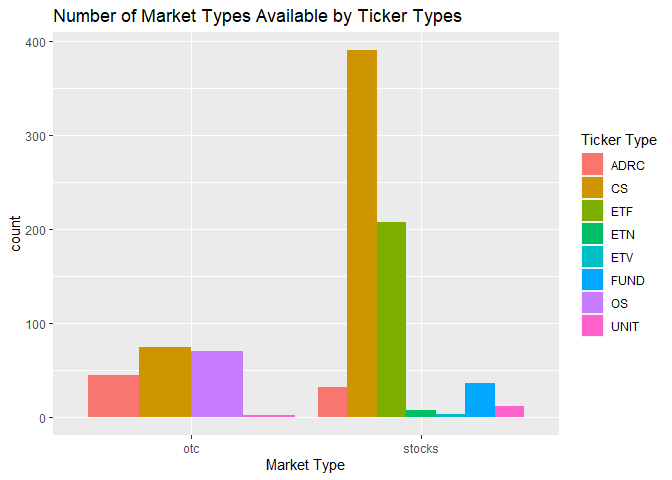 Number of Market Types Available by Ticker Types
400
300
200
100
0
count
otc
stocks
Market Type
Ticker Type
ADRC
CS
ETF
ETN
ETV
FUND
OS
UNIT